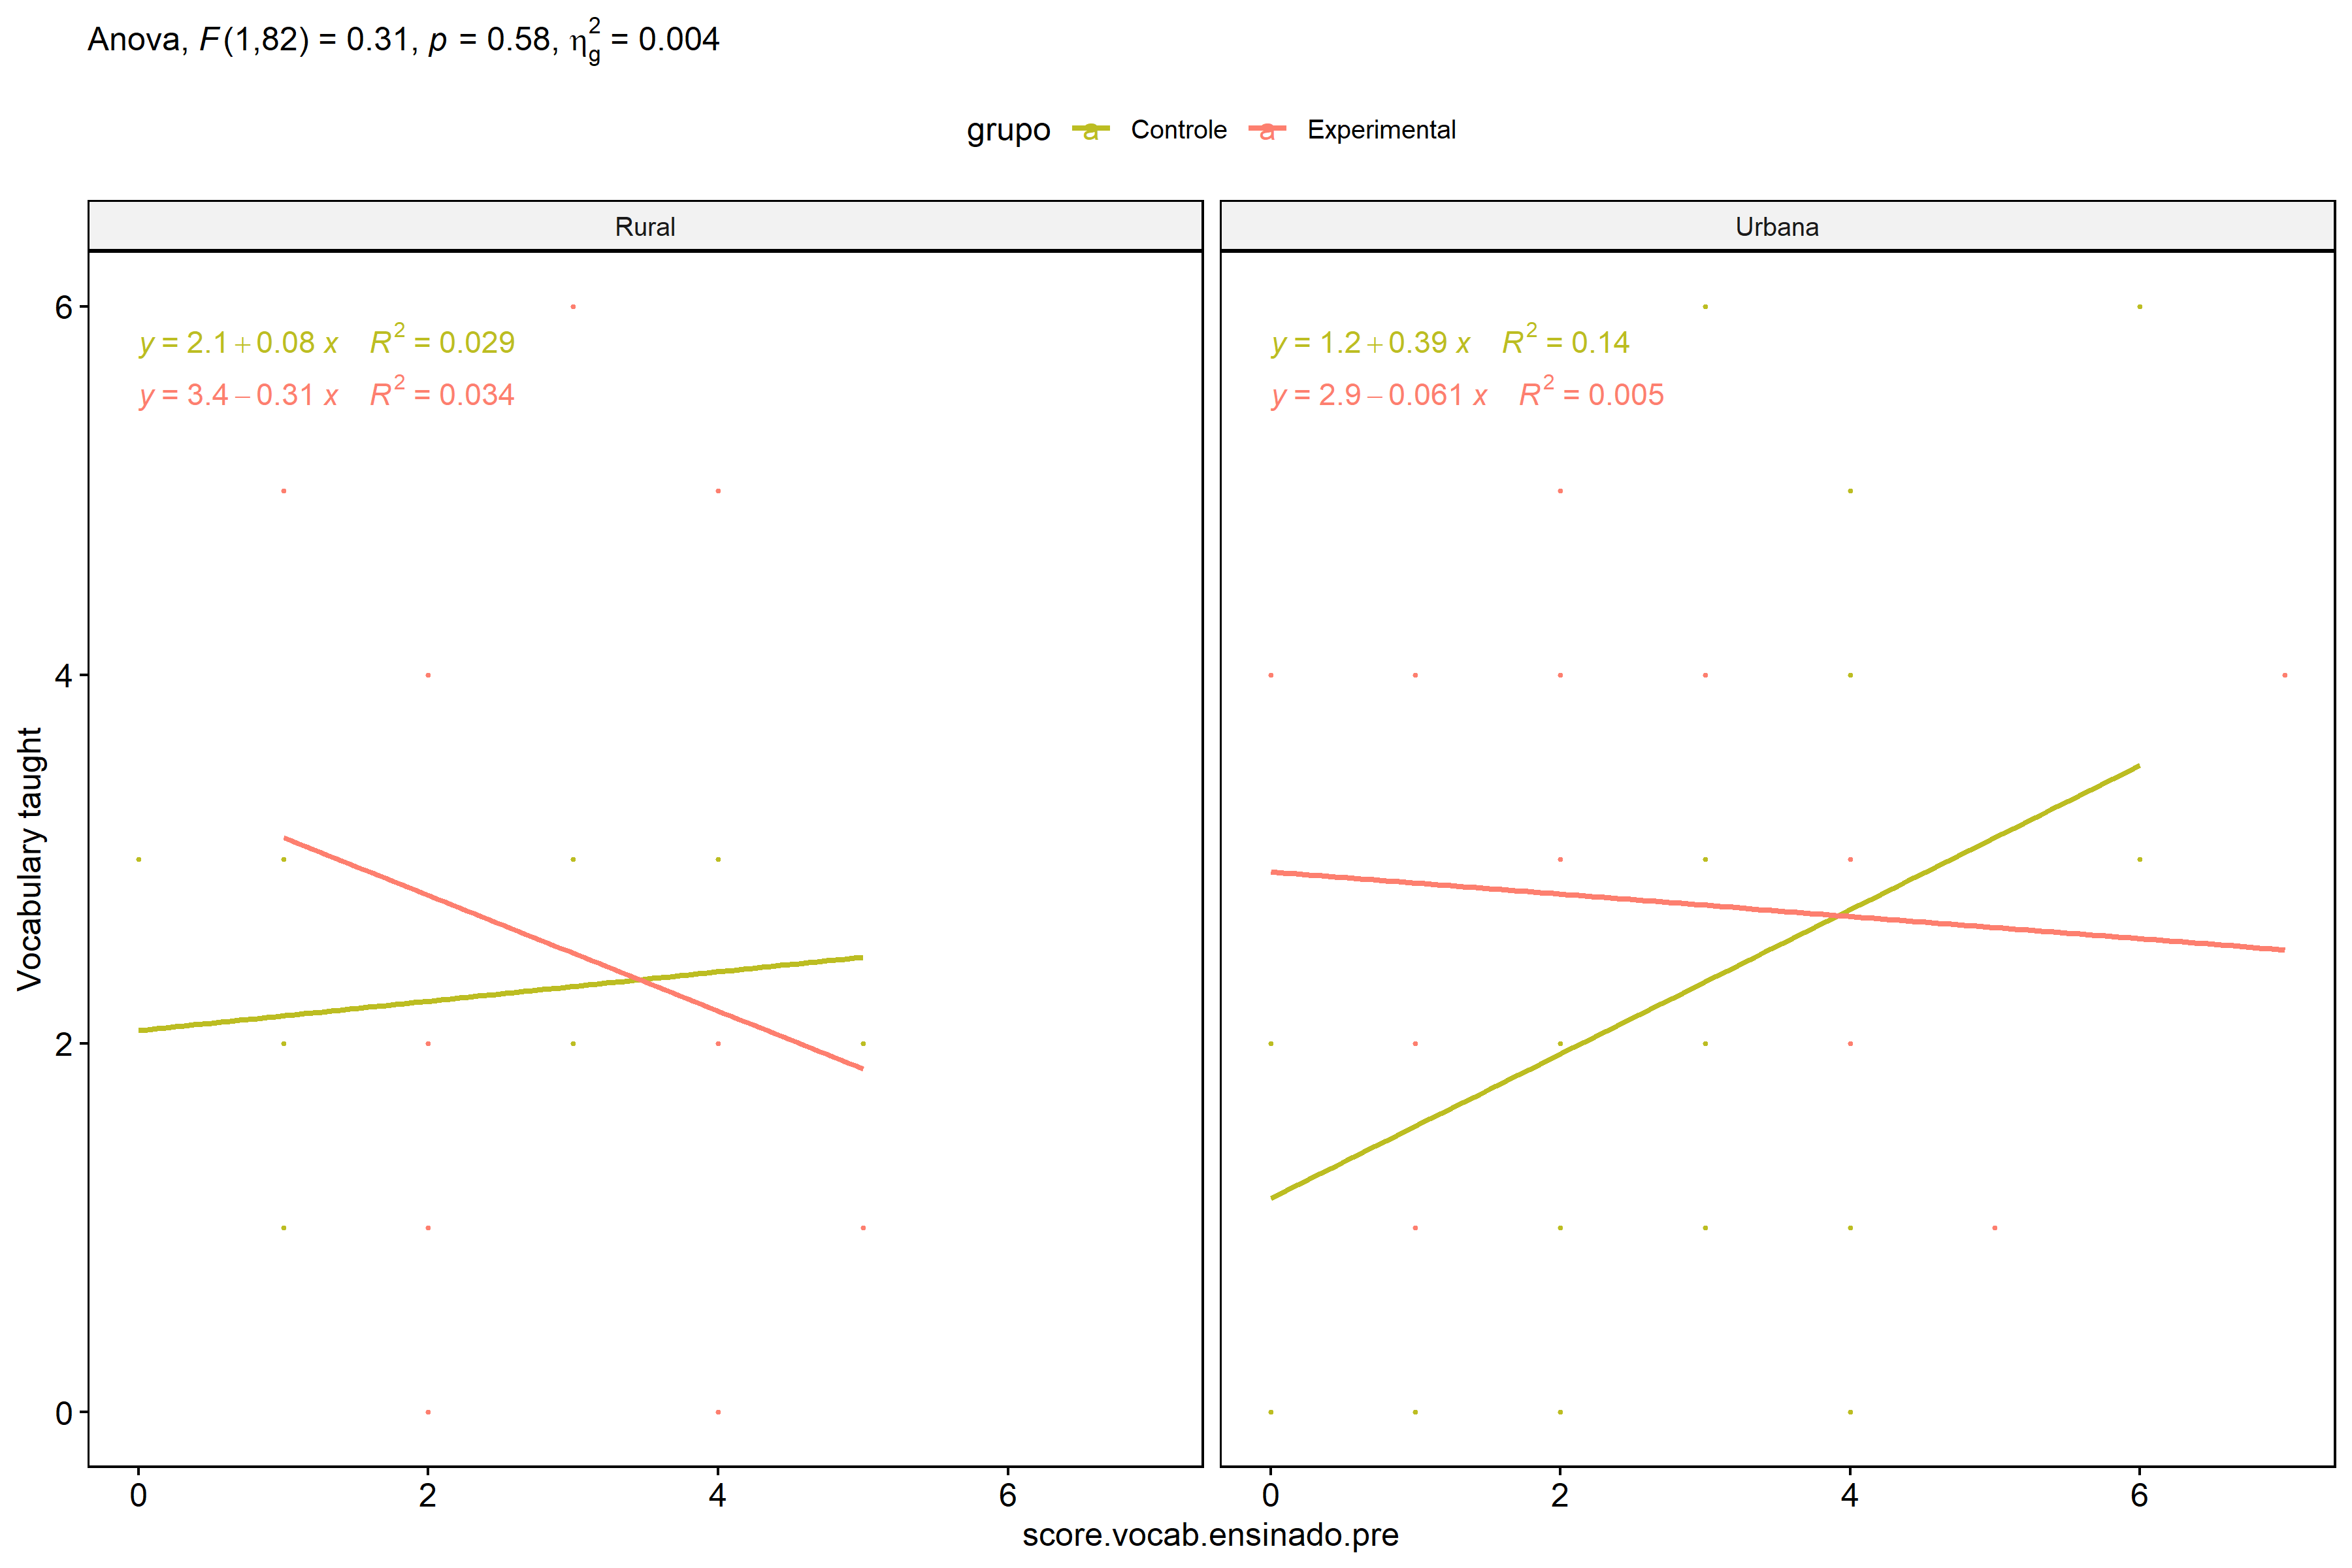 Anova, F(1,82) = 0.31, p = 0.58, η²g = 0.004
grupo a Controle a Experimental
Rural
Urbana
y = 2.1 + 0.08 x R² = 0.029
y = 3.4 − 0.31 x R² = 0.034
y = 1.2 + 0.39 x R² = 0.14
y = 2.9 − 0.061 x R² = 0.005
Vocabulary taught
6
4
2
0
0 2 4 6
0 2 4 6
score.vocab.ensinado.pre